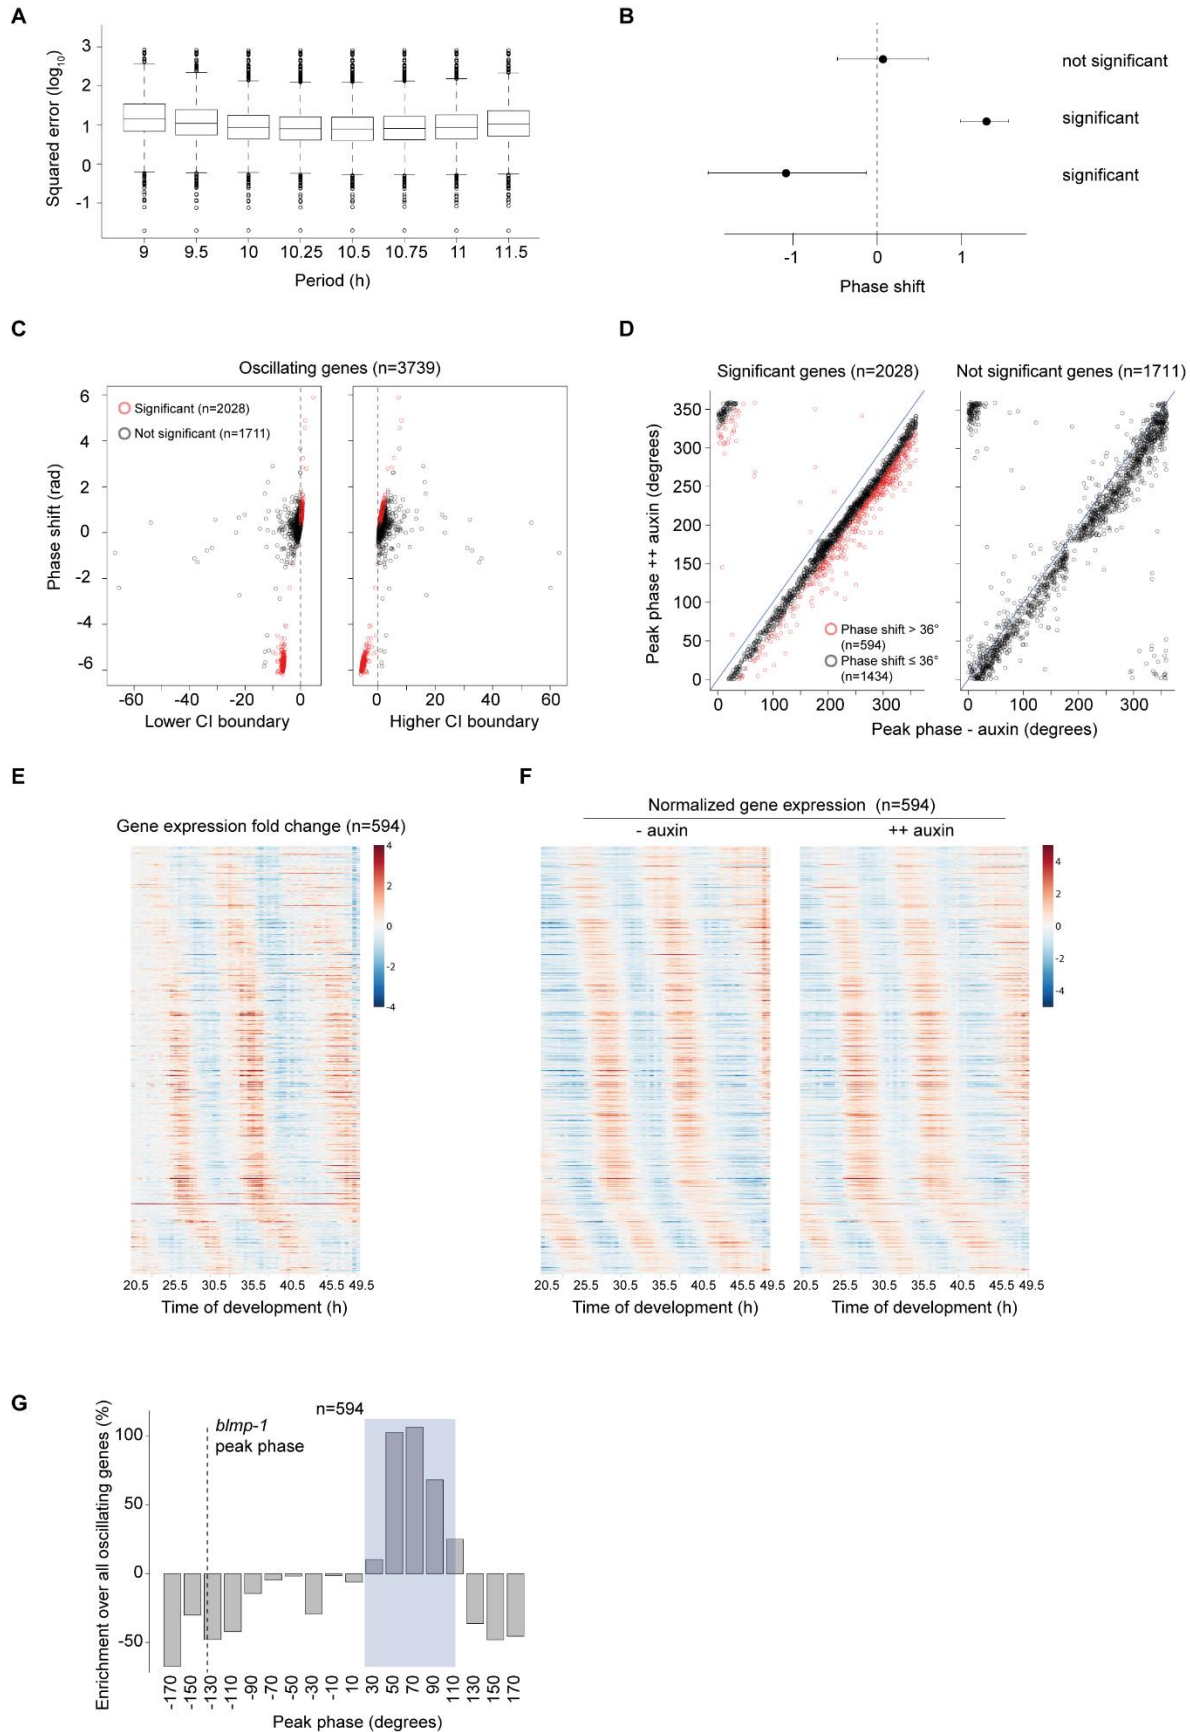 A
Squared error (log10)
3
2
1
0
-1
9 9.5 10 10.25 10.5 10.75 11 11.5
Period (h)
B
not significant
significant
significant
-1 0 1
Phase shift
C
Oscillating genes (n=3739)
Phase shift (rad)
6
4
2
0
-2
-4
-6
Significant (n=2028)
Not significant (n=1711)
-60 -40 -20 0
0 20 40 60
Lower CI boundary
Higher CI boundary
D
Significant genes (n=2028)
Not significant genes (n=1711)
Peak phase ++ auxin (degrees)
350
300
250
200
150
100
50
0
Phase shift > 36°
(n=594)
Phase shift ≤ 36°
(n=1434)
0 100 200 300
0 100 200 300
Peak phase - auxin (degrees)
E
Gene expression fold change (n=594)
4
2
0
-2
-4
20.5 25.5 30.5 35.5 40.5 45.5 49.5
Time of development (h)
F
Normalized gene expression (n=594)
- auxin
++ auxin
4
2
0
-2
-4
20.5 25.5 30.5 35.5 40.5 45.5 49.5
20.5 25.5 30.5 35.5 40.5 45.5 49.5
Time of development (h)
Time of development (h)
G
n=594
blmp-1
peak phase
Enrichment over all oscillating genes (%)
100
50
0
-50
-170 -150 -130 -110 -90 -70 -50 -30 -10 10 30 50 70 90 110 130 150 170
Peak phase (degrees)